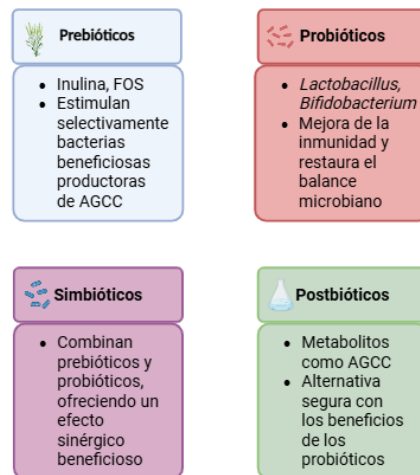 Prebióticos
• Inulina, FOS
• Estimulan
selectivamente
bacterias
beneficiosas
productoras
de AGCC
Probióticos
• Lactobacillus,
Bifidobacterium
• Mejora de la
inmunidad y
restaura el
balance
microbiano
Simbióticos
• Combinan
prebióticos y
probióticos,
ofreciendo un
efecto
sinérgico
beneficioso
Postbióticos
• Metabolitos
como AGCC
• Alternativa
segura con
los beneficios
de los
probióticos